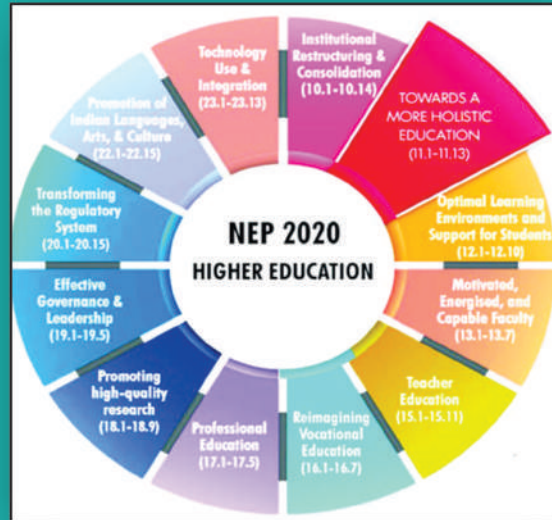 NEP 2020
HIGHER EDUCATION
Institutional
Restructuring &
Consolidation
(10.1-10.14)
TOWARDS A
MORE HOLISTIC
EDUCATION
(11.1-11.13)
Optimal Learning
Environments and
Support for Students
(12.1-12.10)
Motivated,
Energised, and
Capable Faculty
(13.1-13.7)
Teacher
Education
(15.1-15.11)
Reimagining
Vocational
Education
(16.1-16.7)
Professional
Education
(17.1-17.5)
Promoting
high-quality
research
(18.1-18.9)
Effective
Governance &
Leadership
(19.1-19.5)
Transforming
the Regulatory
System
(20.1-20.15)
Promotion of
Indian Languages,
Arts, & Culture
(22.1-22.15)
Technology
Use &
Integration
(23.1-23.13)